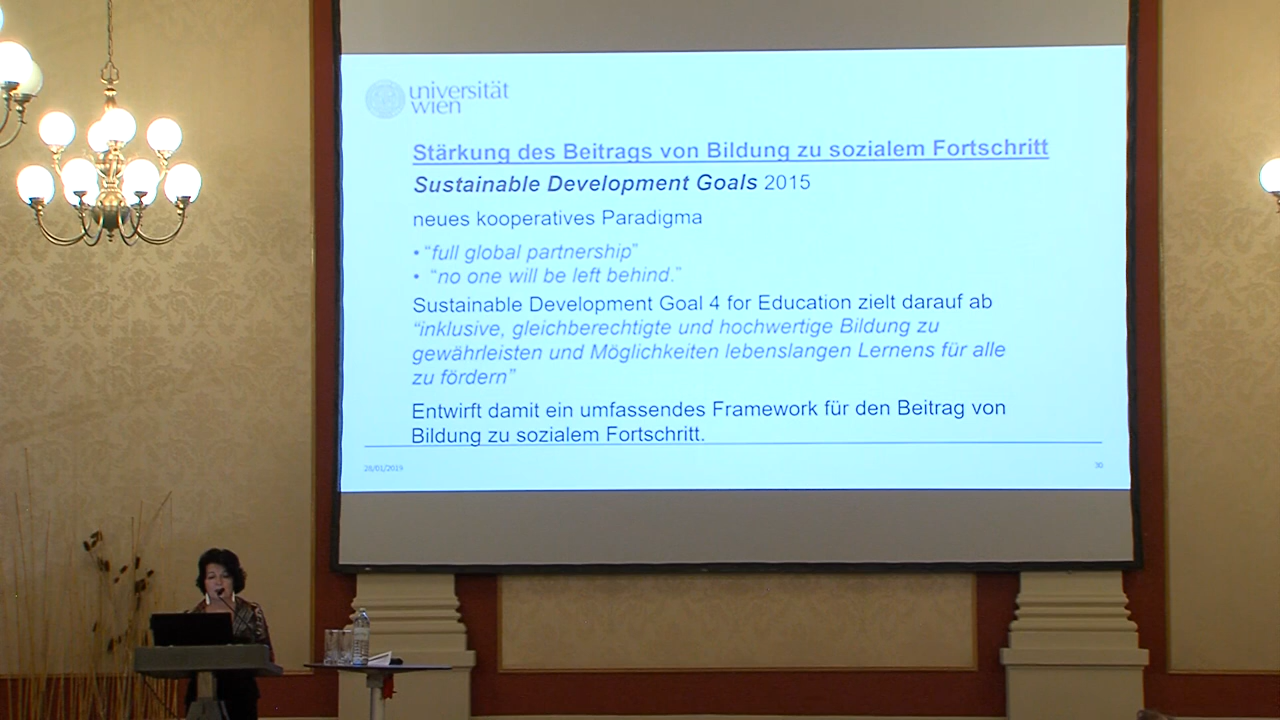 universität
wien
Stärkung des Beitrags von Bildung zu sozialem Fortschritt
Sustainable Development Goals 2015
neues kooperatives Paradigma
• “full global partnership”
• “no one will be left behind.”
Sustainable Development Goal 4 for Education zielt darauf ab
“inklusive, gleichberechtigte und hochwertige Bildung zu
gewährleisten und Möglichkeiten lebenslangen Lernens für alle
zu fördern”
Entwirft damit ein umfassendes Framework für den Beitrag von
Bildung zu sozialem Fortschritt.
28/01/2019
30